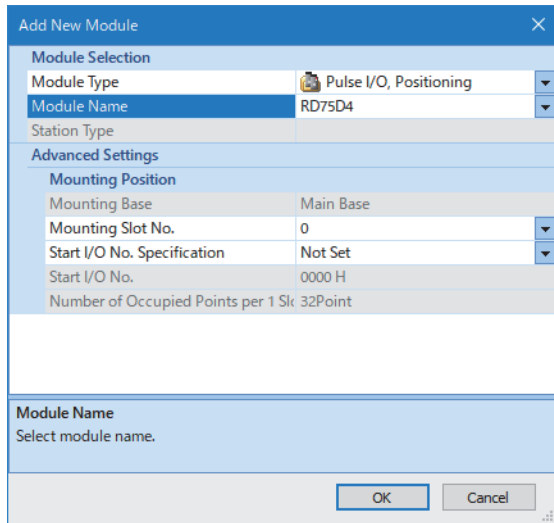 Add New Module
Module Selection
Module Type Pulse I/O, Positioning
Module Name RD75D4
Station Type
Advanced Settings
Mounting Position
Mounting Base Main Base
Mounting Slot No. 0
Start I/O No. Specification Not Set
Start I/O No. 0000 H
Number of Occupied Points per 1 Slo 32Point
Module Name
Select module name.
OK Cancel